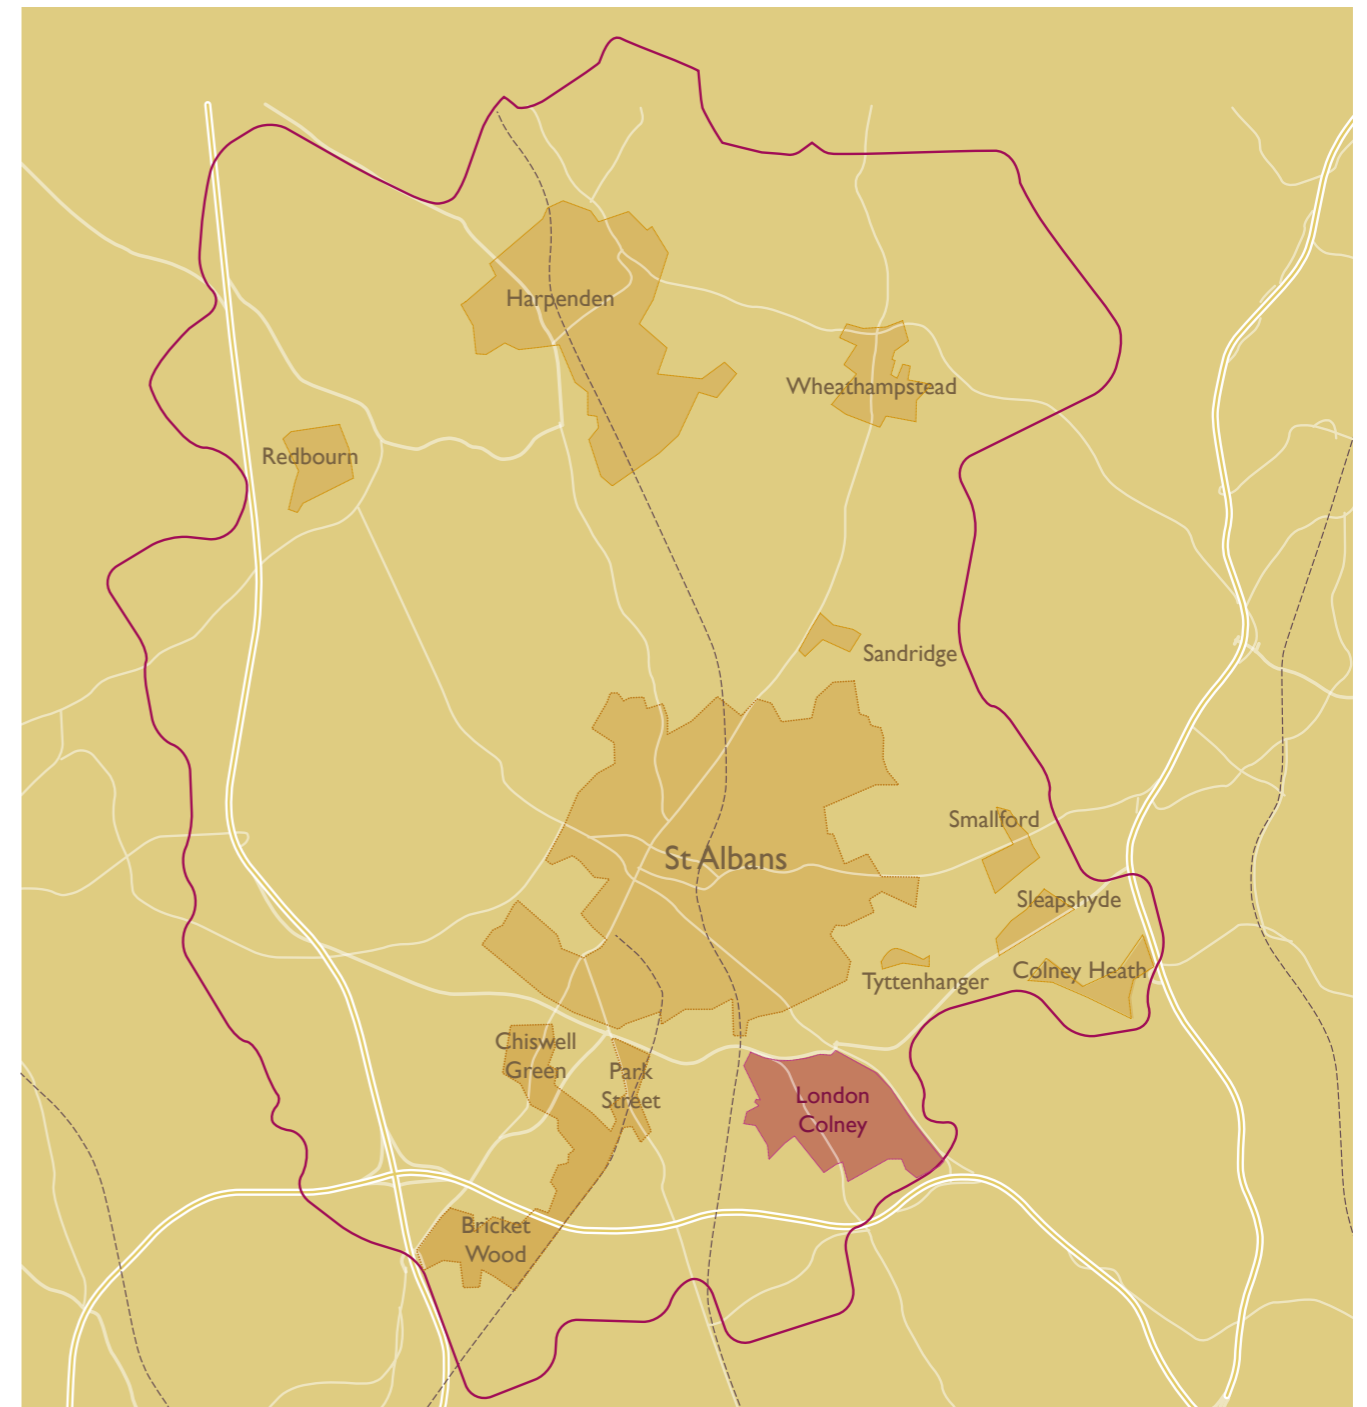 Harpenden
Wheathampstead
Redbourn
Sandridge
Smallford
St Albans
Sleapshyde
Colney Heath
Tyttenhanger
Chiswell
Green
Park
Street
London
Colney
Bricket
Wood